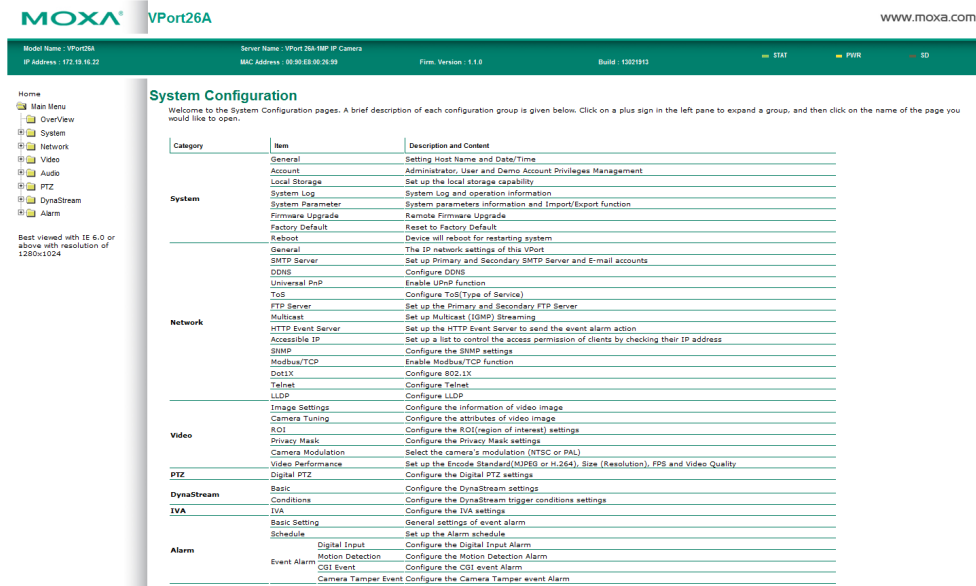 MOXA®
VPort26A
www.moxa.com
Model Name : VPort26A
Server Name : VPort 26A-1MP IP Camera
STAT
PWR
SD
IP Address : 172.19.16.22
MAC Address : 00:90:E8:00:26:99
Firm. Version : 1.1.0
Build : 13021913
Home
Main Menu
OverView
System
Network
Video
Audio
PTZ
DynaStream
Alarm
Best viewed with IE 6.0 or
above with resolution of
1280x1024
System Configuration
Welcome to the System Configuration pages. A brief description of each configuration group is given below. Click on a plus sign in the left pane to expand a group, and then click on the name of the page you
would like to open.
Category Item Description and Content
System
General Setting Host Name and Date/Time
Account Administrator, User and Demo Account Privileges Management
Local Storage Set up the local storage capability
System Log System Log and operation information
System Parameter System parameters information and Import/Export function
Firmware Upgrade Remote Firmware Upgrade
Factory Default Reset to Factory Default
Reboot Device will reboot for restarting system
Network
General The IP network settings of this VPort
SMTP Server Set up Primary and Secondary SMTP Server and E-mail accounts
DDNS Configure DDNS
Universal PnP Enable UPnP function
ToS Configure ToS(Type of Service)
FTP Server Set up the Primary and Secondary FTP Server
Multicast Set up Multicast (IGMP) Streaming
HTTP Event Server Set up the HTTP Event Server to send the event alarm action
Accessible IP Set up a list to control the access permission of clients by checking their IP address
SNMP Configure the SNMP settings
Modbus/TCP Enable Modbus/TCP function
Dot1X Configure 802.1X
Telnet Configure Telnet
LLDP Configure LLDP
Video
Image Settings Configure the information of video image
Camera Tuning Configure the attributes of video image
ROI Configure the ROI(region of interest) settings
Privacy Mask Configure the Privacy Mask settings
Camera Modulation Select the camera's modulation (NTSC or PAL)
Video Performance Set up the Encode Standard(MJPEG or H.264), Size (Resolution), FPS and Video Quality
PTZ Digital PTZ Configure the Digital PTZ settings
DynaStream
Basic Configure the DynaStream settings
Conditions Configure the DynaStream trigger conditions settings
IVA IVA Configure the IVA settings
Alarm
Basic Setting General settings of event alarm
Schedule Set up the Alarm schedule
Event Alarm
Digital Input Configure the Digital Input Alarm
Motion Detection Configure the Motion Detection Alarm
CGI Event Configure the CGI event Alarm
Camera Tamper Event Configure the Camera Tamper event Alarm